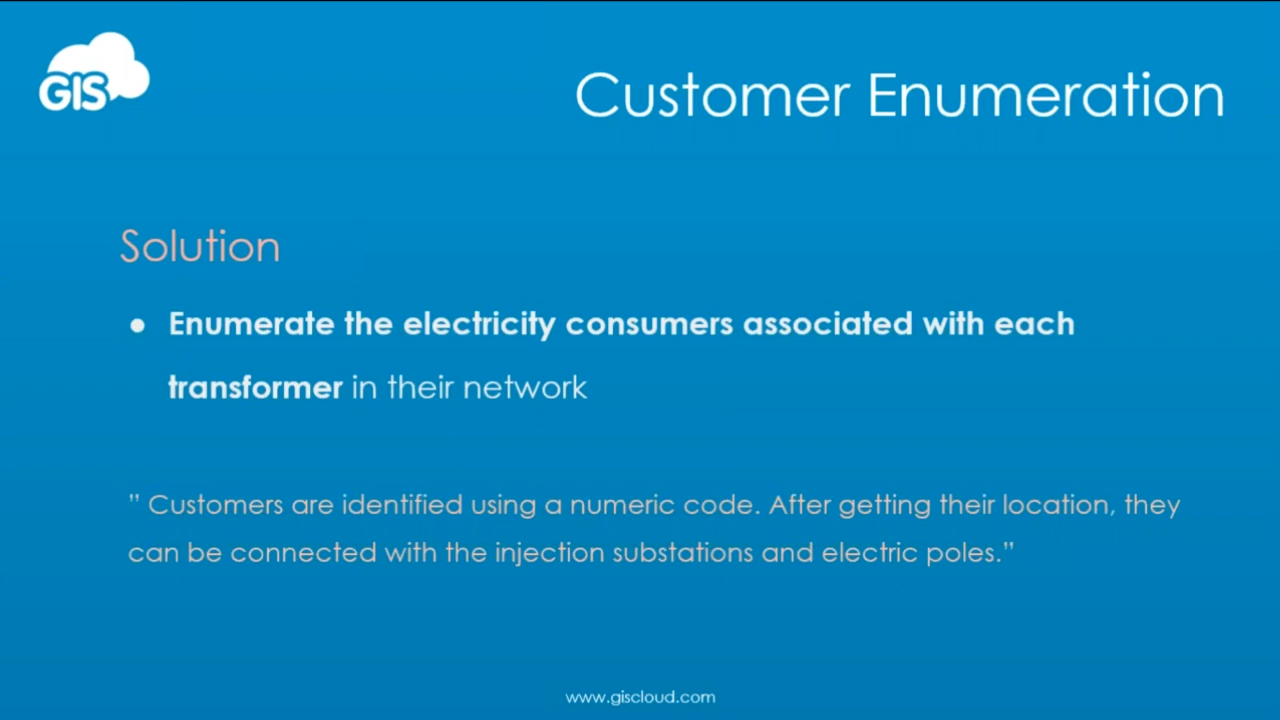 GIS
Customer Enumeration
Solution
● Enumerate the electricity consumers associated with each
transformer in their network
” Customers are identified using a numeric code. After getting their location, they
can be connected with the injection substations and electric poles.”
www.giscloud.com